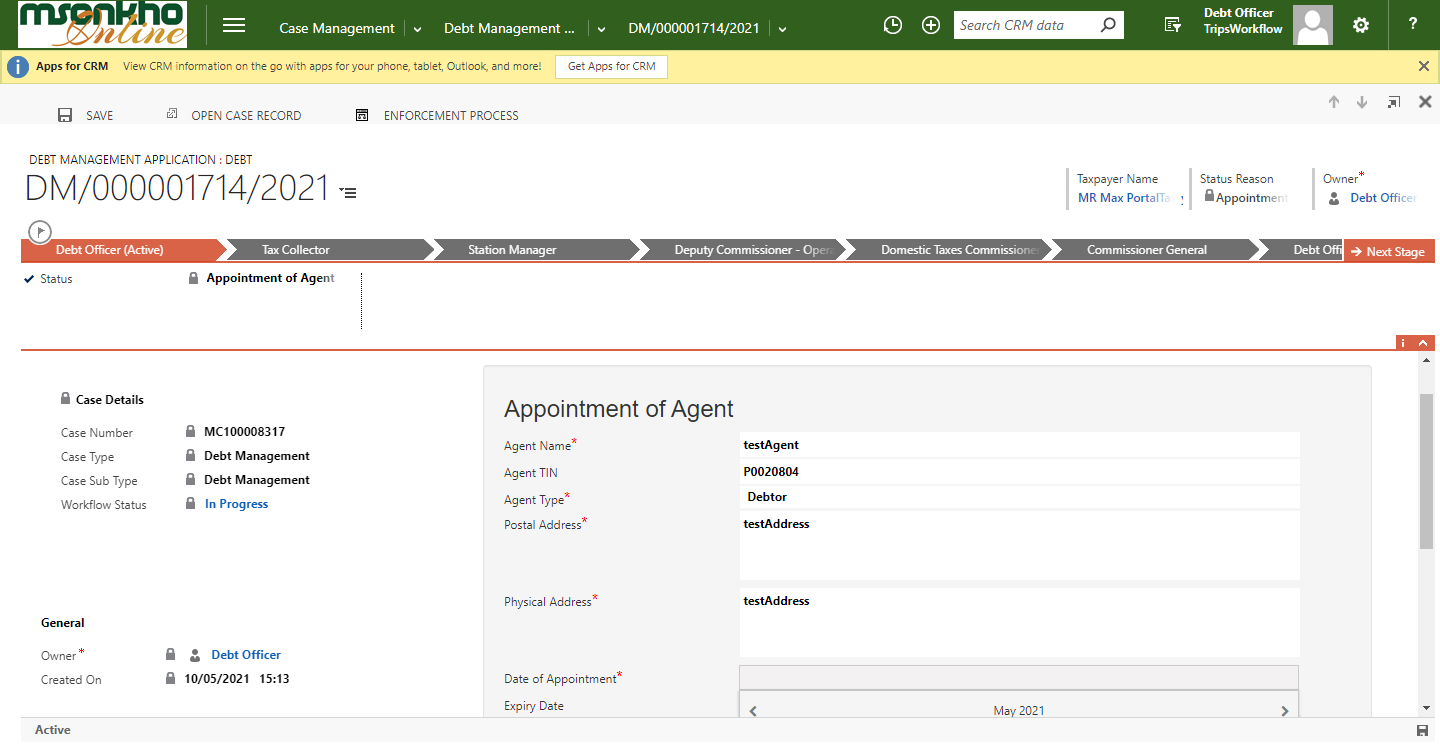 msonkho
Online
Case Management
Debt Management ...
DM/000001714/2021
Search CRM data
Debt Officer
TripsWorkflow
?
Apps for CRM
View CRM information on the go with apps for your phone, tablet, Outlook, and more!
Get Apps for CRM
SAVE
OPEN CASE RECORD
ENFORCEMENT PROCESS
DEBT MANAGEMENT APPLICATION : DEBT
DM/000001714/2021
Taxpayer Name
MR Max PortalTa
Status Reason
Appointment
Owner*
Debt Officer
Debt Officer (Active)
Tax Collector
Station Manager
Deputy Commissioner - Oper
Domestic Taxes Commissioner
Commissioner General
Debt Offi
Next Stage
Status
Appointment of Agent
Case Details
Case Number
MC100008317
Case Type
Debt Management
Case Sub Type
Debt Management
Workflow Status
In Progress
General
Owner*
Debt Officer
Created On
10/05/2021 15:13
Appointment of Agent
Agent Name*
testAgent
Agent TIN
P0020804
Agent Type*
Debtor
Postal Address*
testAddress
Physical Address*
testAddress
Date of Appointment*
Expiry Date
May 2021
Active